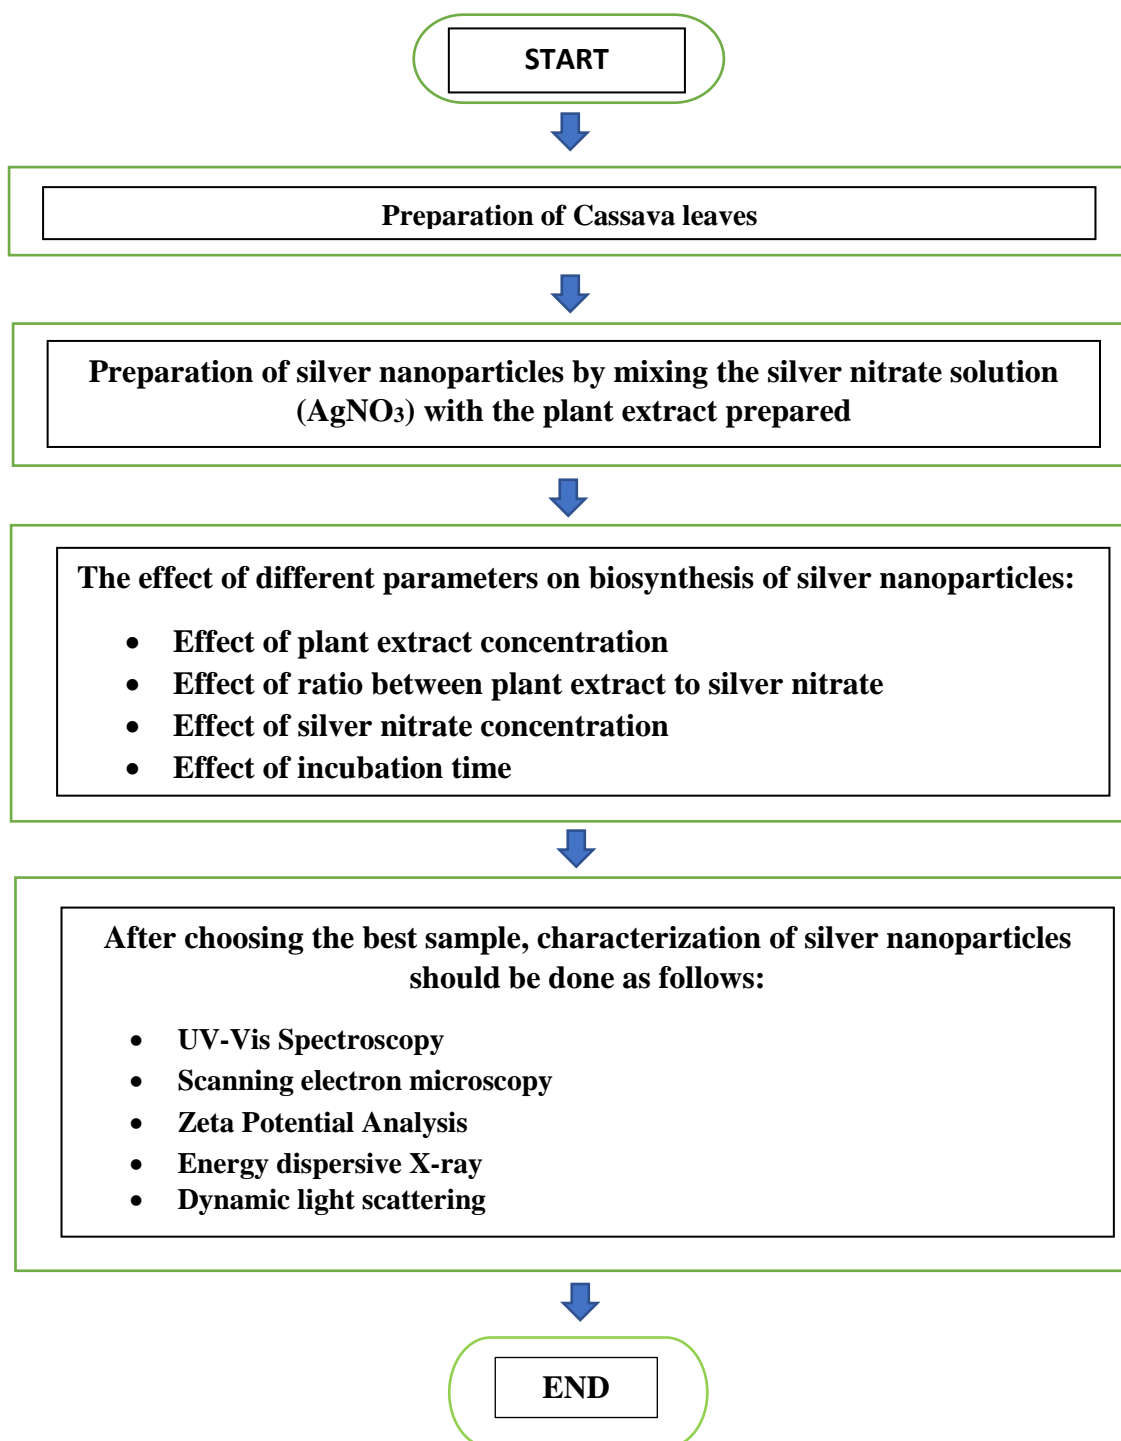 START
Preparation of Cassava leaves
Preparation of silver nanoparticles by mixing the silver nitrate solution
(AgNO₃) with the plant extract prepared
The effect of different parameters on biosynthesis of silver nanoparticles:
• Effect of plant extract concentration
• Effect of ratio between plant extract to silver nitrate
• Effect of silver nitrate concentration
• Effect of incubation time
After choosing the best sample, characterization of silver nanoparticles
should be done as follows:
• UV-Vis Spectroscopy
• Scanning electron microscopy
• Zeta Potential Analysis
• Energy dispersive X-ray
• Dynamic light scattering
END